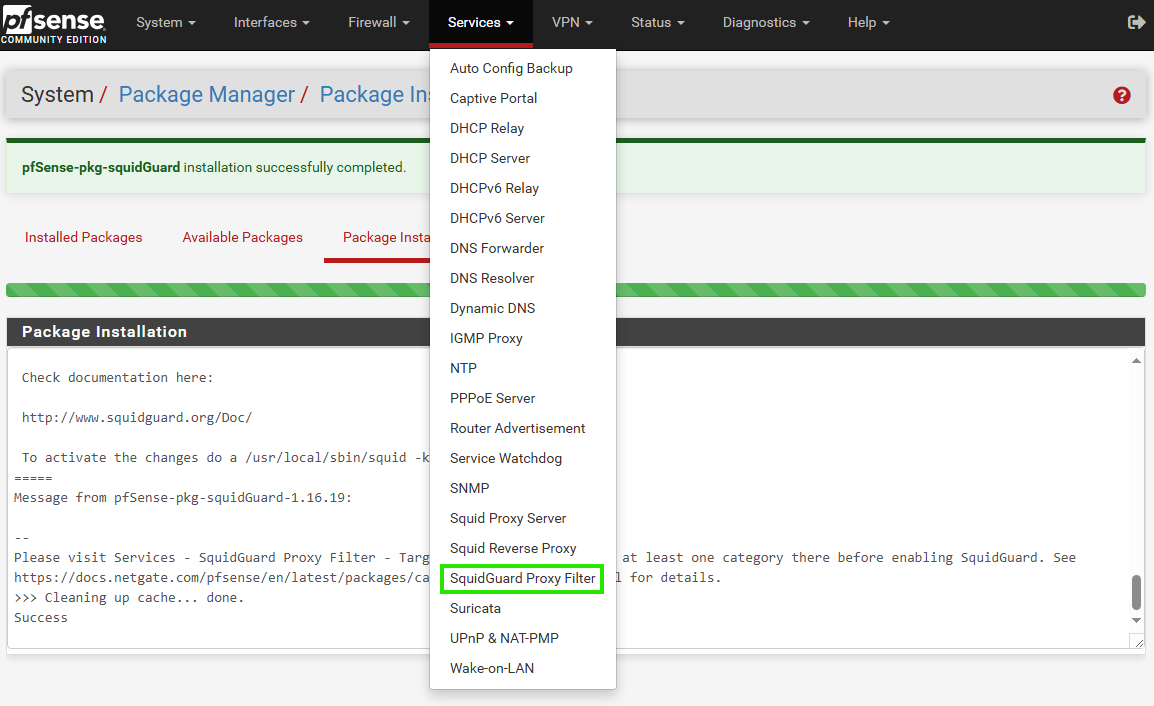 pfsense
COMMUNITY EDITION
System
Interfaces
Firewall
Services
VPN
Status
Diagnostics
Help
System / Package Manager / Package Ins
?
pfSense-pkg-squidGuard installation successfully completed.
Installed Packages
Available Packages
Package Insta
Auto Config Backup
Captive Portal
DHCP Relay
DHCP Server
DHCPv6 Relay
DHCPv6 Server
DNS Forwarder
DNS Resolver
Dynamic DNS
IGMP Proxy
NTP
PPPoE Server
Router Advertisement
Service Watchdog
SNMP
Squid Proxy Server
Squid Reverse Proxy
SquidGuard Proxy Filter
Suricata
UPnP & NAT-PMP
Wake-on-LAN
Package Installation
Check documentation here:
http://www.squidguard.org/Doc/
To activate the changes do a /usr/local/sbin/squid -k
=====
Message from pfSense-pkg-squidGuard-1.16.19:
--
Please visit Services - SquidGuard Proxy Filter - Targ at least one category there before enabling SquidGuard. See
https://docs.netgate.com/pfsense/en/latest/packages/ca l for details.
>>> Cleaning up cache... done.
Success